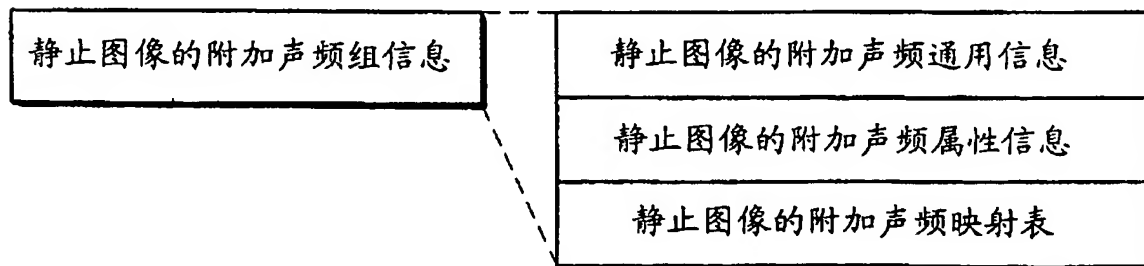 静止图像的附加声频组信息
静止图像的附加声频通用信息
静止图像的附加声频属性信息
静止图像的附加声频映射表